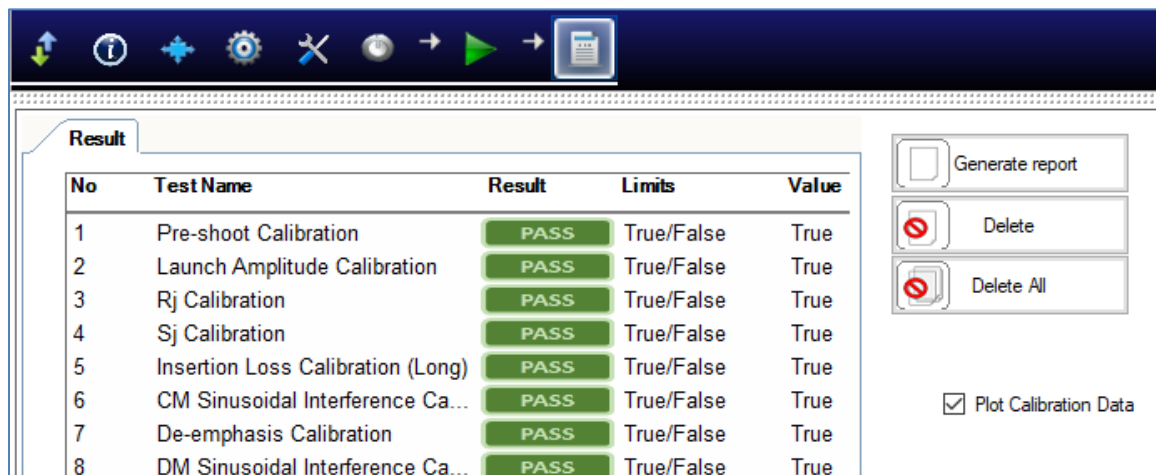 Result
No Test Name Result Limits Value
1 Pre-shoot Calibration PASS True/False True
2 Launch Amplitude Calibration PASS True/False True
3 Rj Calibration PASS True/False True
4 Sj Calibration PASS True/False True
5 Insertion Loss Calibration (Long) PASS True/False True
6 CM Sinusoidal Interference Ca... PASS True/False True
7 De-emphasis Calibration PASS True/False True
8 DM Sinusoidal Interference Ca... PASS True/False True
Generate report
Delete
Delete All
Plot Calibration Data